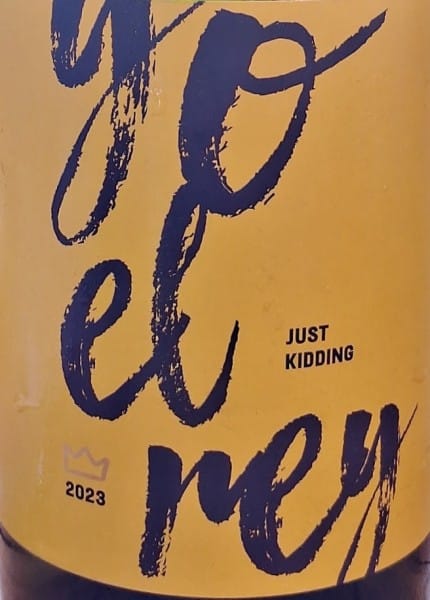 yo
el
JUST
KIDDING
2023
rey